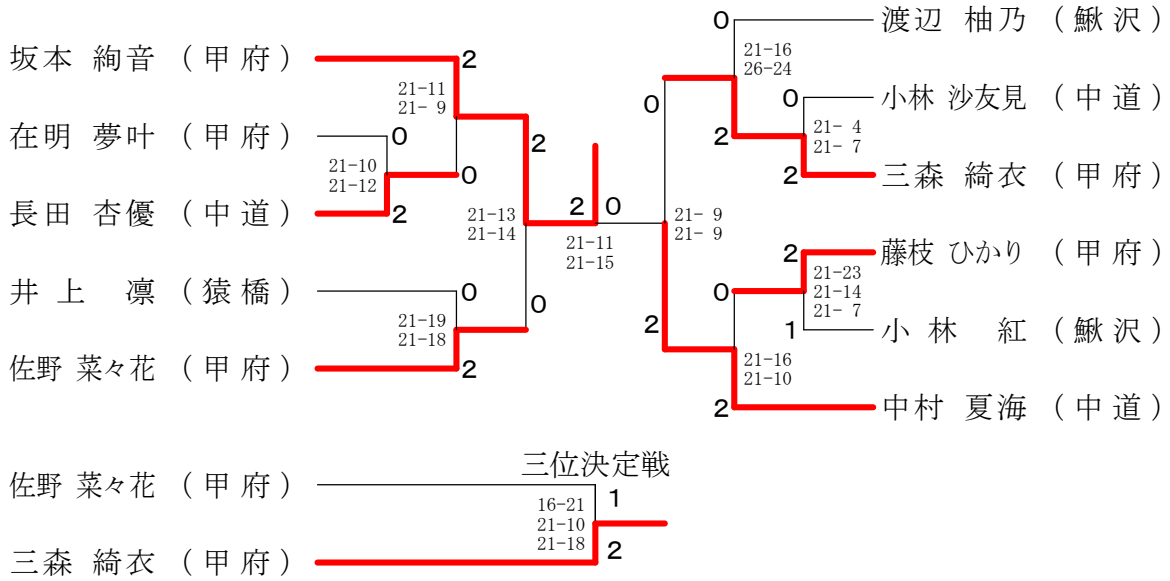 坂本 絢音 (甲府)
2
21-11
21- 9
在明 夢叶 (甲府)
0
21-10
21-12
0
長田 杏優 (中道)
2
2
21-13
21-14
井上 凛 (猿橋)
0
21-19
21-18
0
佐野 菜々花 (甲府)
2
2 0
21-11
21-15
0 渡辺 柚乃 (鰍沢)
21-16
26-24
0
0 小林 沙友見 (中道)
21- 4
21- 7
2
2 三森 綺衣 (甲府)
21- 9
21- 9
2 藤枝 ひかり (甲府)
21-23
21-14
21- 7
0
1 小林 紅 (鰍沢)
2
21-16
21-10
2 中村 夏海 (中道)
三位決定戦
佐野 菜々花 (甲府)
1
16-21
21-10
21-18
三森 綺衣 (甲府)
2